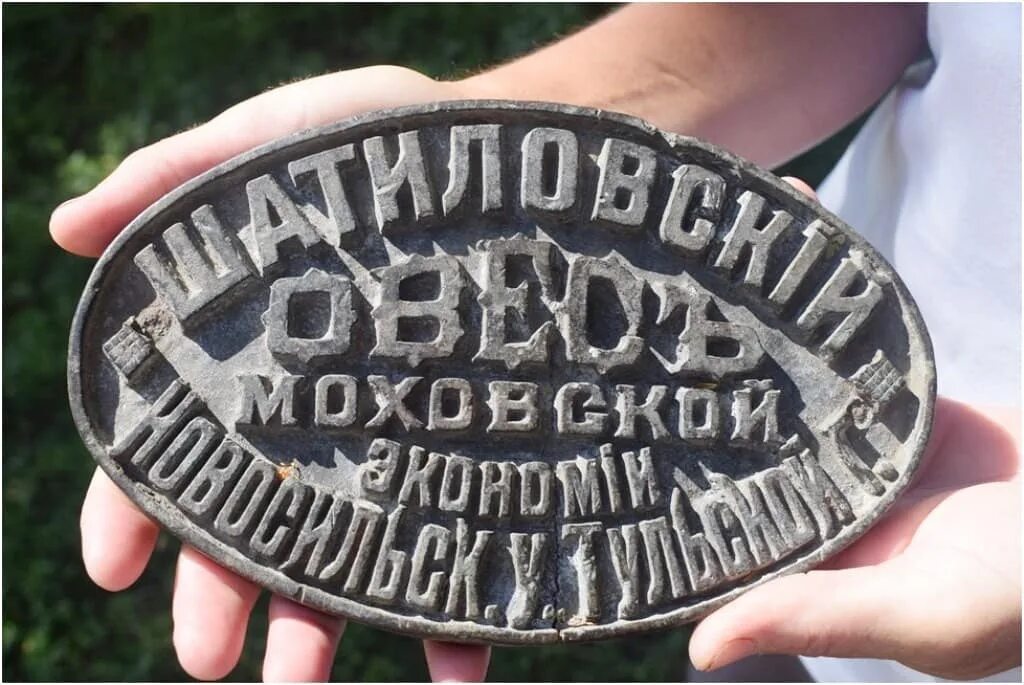 ШАТИЛОВСКІЙ
ОВЕСЪ
МОХОВСКОЙ
ЭКОНОМІИ
НОВОСИЛЬСК. У. ТУЛЬСКОЙ Г.